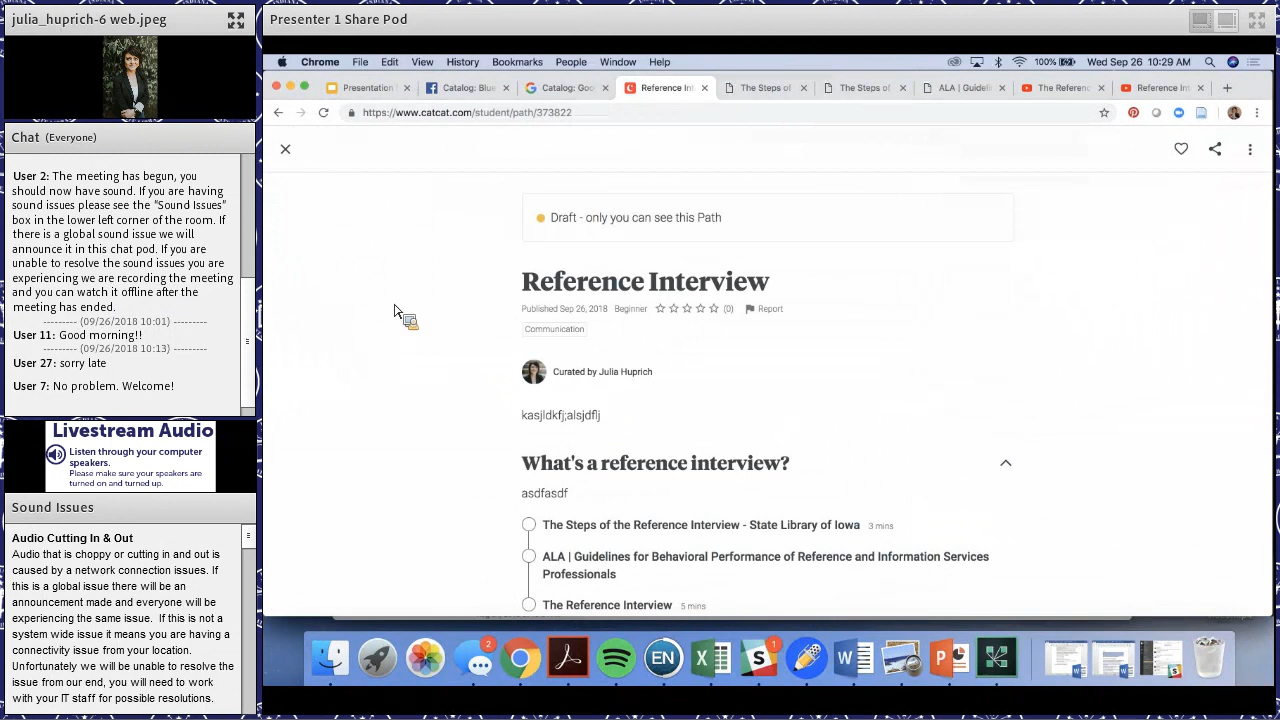 julia_huprich-6 web.jpeg
Chat (Everyone)
User 2: The meeting has begun, you
should now have sound. If you are having
sound issues please see the "Sound Issues"
box in the lower left corner of the room. If
there is a global sound issue we will
announce it in this chat pod. If you are
unable to resolve the sound issues you are
experiencing we are recording the meeting
and you can watch it offline after the
meeting has ended.
--------- (09/26/2018 10:01) --------
User 11: Good morning!!
--------- (09/26/2018 10:13) --------
User 27: sorry late
User 7: No problem. Welcome!
Livestream Audio
Listen through your computer
speakers.
Please make sure your speakers are
turned on and turned up.
Sound Issues
Audio Cutting In & Out
Audio that is choppy or cutting in and out is
caused by a network connection issues. If
this is a global issue there will be an
announcement made and everyone will be
experiencing the same issue. If this is not a
system wide issue it means you are having a
connectivity issue from your location.
Unfortunately we will be unable to resolve the
issue from our end, you will need to work
with your IT staff for possible resolutions.
Presenter 1 Share Pod
Chrome File Edit View History Bookmarks People Window Help 100% Wed Sep 26 10:29 AM
Presentation Catalog: Blue Catalog: Goo Reference Int The Steps of The Steps of ALA | Guideli The Referenc Reference Int
https://www.catcat.com/student/path/373822
Draft - only you can see this Path
Reference Interview
Published Sep 26, 2018 Beginner (0) Report
Communication
Curated by Julia Huprich
kasjldkfj;alsjdflj
What's a reference interview?
asdfasdf
The Steps of the Reference Interview - State Library of Iowa 3 mins
ALA | Guidelines for Behavioral Performance of Reference and Information Services
Professionals
The Reference Interview 5 mins
2 EN 1